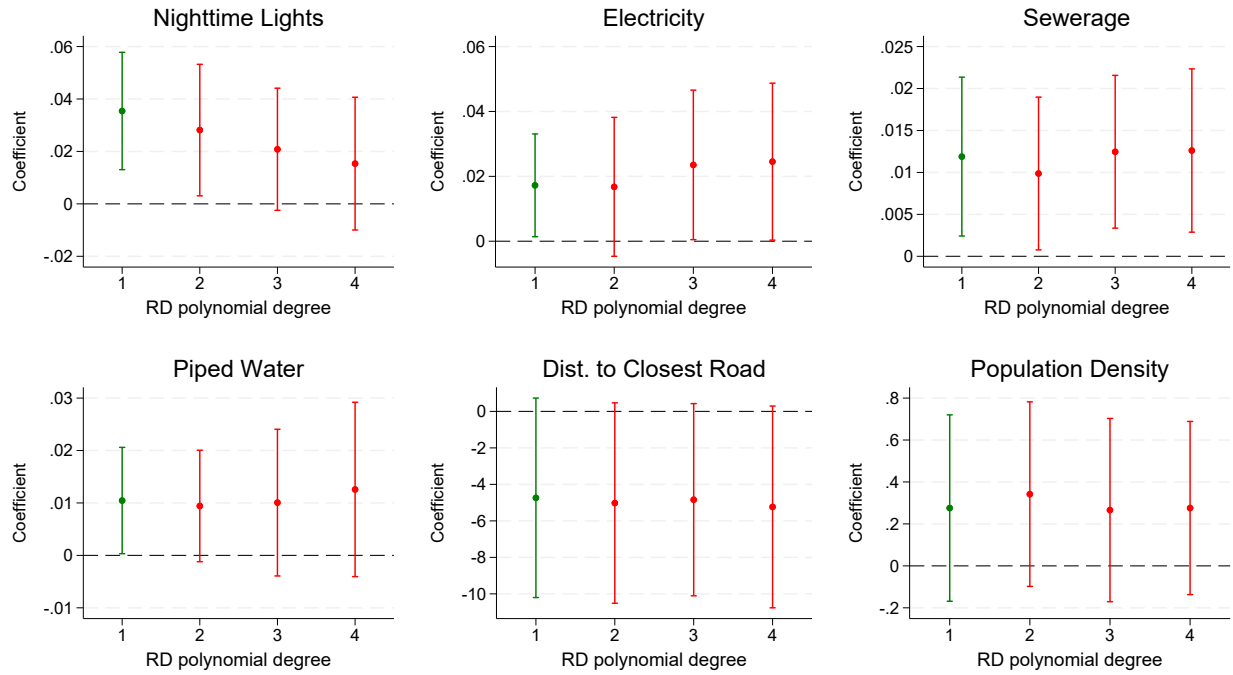 Nighttime Lights
.06
.04
.02
0
-.02
Coefficient
1 2 3 4
RD polynomial degree
Electricity
.06
.04
.02
0
Coefficient
1 2 3 4
RD polynomial degree
Sewerage
.025
.02
.015
.01
.005
0
Coefficient
1 2 3 4
RD polynomial degree
Piped Water
.03
.02
.01
0
-.01
Coefficient
1 2 3 4
RD polynomial degree
Dist. to Closest Road
0
-2
-4
-6
-8
-10
Coefficient
1 2 3 4
RD polynomial degree
Population Density
.8
.6
.4
.2
0
-.2
Coefficient
1 2 3 4
RD polynomial degree